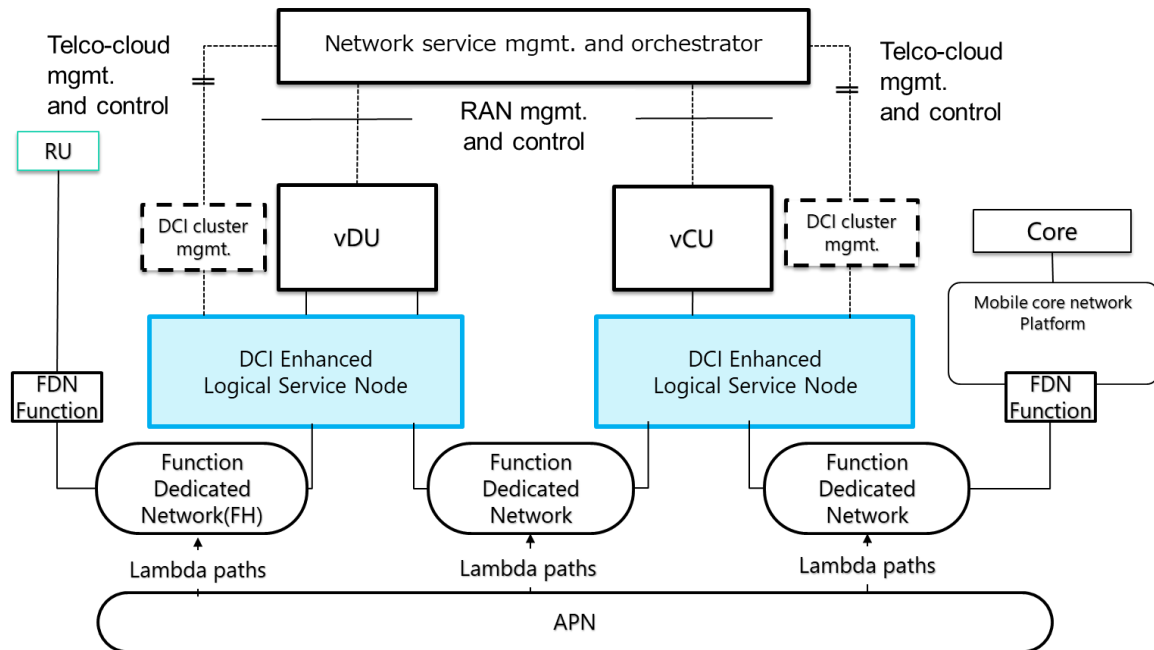 Network service mgmt. and orchestrator
Telco-cloud
mgmt.
and control
Telco-cloud
mgmt.
and control
RAN mgmt.
and control
RU
DCI cluster
mgmt.
vDU
vCU
DCI cluster
mgmt.
Core
Mobile core network
Platform
DCI Enhanced
Logical Service Node
DCI Enhanced
Logical Service Node
FDN
Function
FDN
Function
Function
Dedicated
Network(FH)
Function
Dedicated
Network
Function
Dedicated
Network
Lambda paths
Lambda paths
Lambda paths
APN